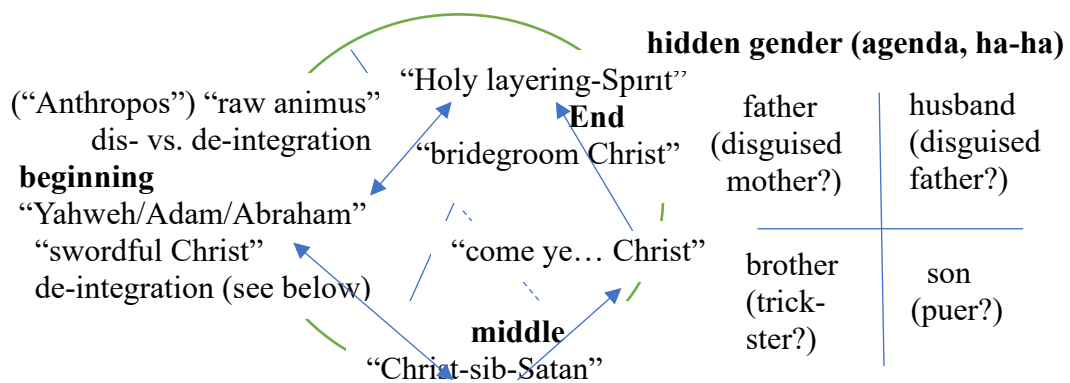 hidden gender (agenda, ha-ha)
“Holy layering-Spirit”
(“Anthropos”) “raw animus”
dis- vs. de-integration
End
“bridegroom Christ”
beginning
“Yahweh/Adam/Abraham”
“swordful Christ”
“come ye… Christ”
de-integration (see below)
middle
“Christ-sib-Satan”
father
(disguised
mother?)
husband
(disguised
father?)
brother
(trick-
ster?)
son
(puer?)